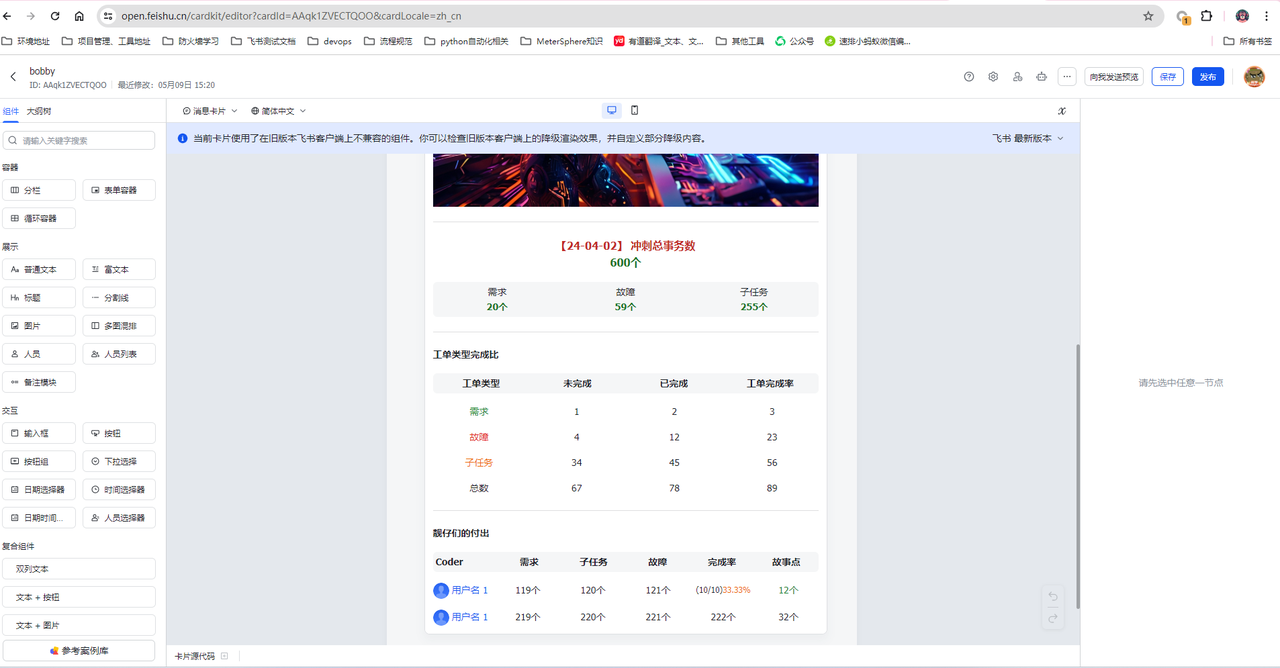 open.feishu.cn/cardkit/editor?cardId=AAqk1ZVECTQOO&cardLocale=zh_cn
环境地址 项目管理、工具地址 防火墙学习 飞书测试文档 devops 流程规范 python自动化相关 MeterSphere知识 有道翻译_文本、文... 其他工具 公众号 速排小蚂蚁微信编... 所有书签
bobby
ID: AAqk1ZVECTQOO 最近修改: 05月09日 15:20
向我发送预览 保存 发布
组件 大纲树
消息卡片 简体中文
请输入关键字搜索
当前卡片使用了在旧版本飞书客户端上不兼容的组件。你可以检查旧版本客户端上的降级渲染效果，并自定义部分降级内容。
飞书 最新版本
容器
分栏 表单容器
循环容器
展示
普通文本 富文本
标题 分割线
图片 多图混排
人员 人员列表
备注模块
交互
输入框 按钮
按钮组 下拉选择
日期选择器 时间选择器
日期时间... 人员选择器
复合组件
双列文本
文本 + 按钮
文本 + 图片
参考案例库
【24-04-02】 冲刺总事务数
600个
需求 故障 子任务
20个 59个 255个
工单类型完成比
工单类型 未完成 已完成 工单完成率
需求 1 2 3
故障 4 12 23
子任务 34 45 56
总数 67 78 89
靓仔们的付出
Coder 需求 子任务 故障 完成率 故事点
用户名 1 119个 120个 121个 (10/10)33.33% 12个
用户名 1 219个 220个 221个 222个 32个
卡片源代码
请先选中任意一节点